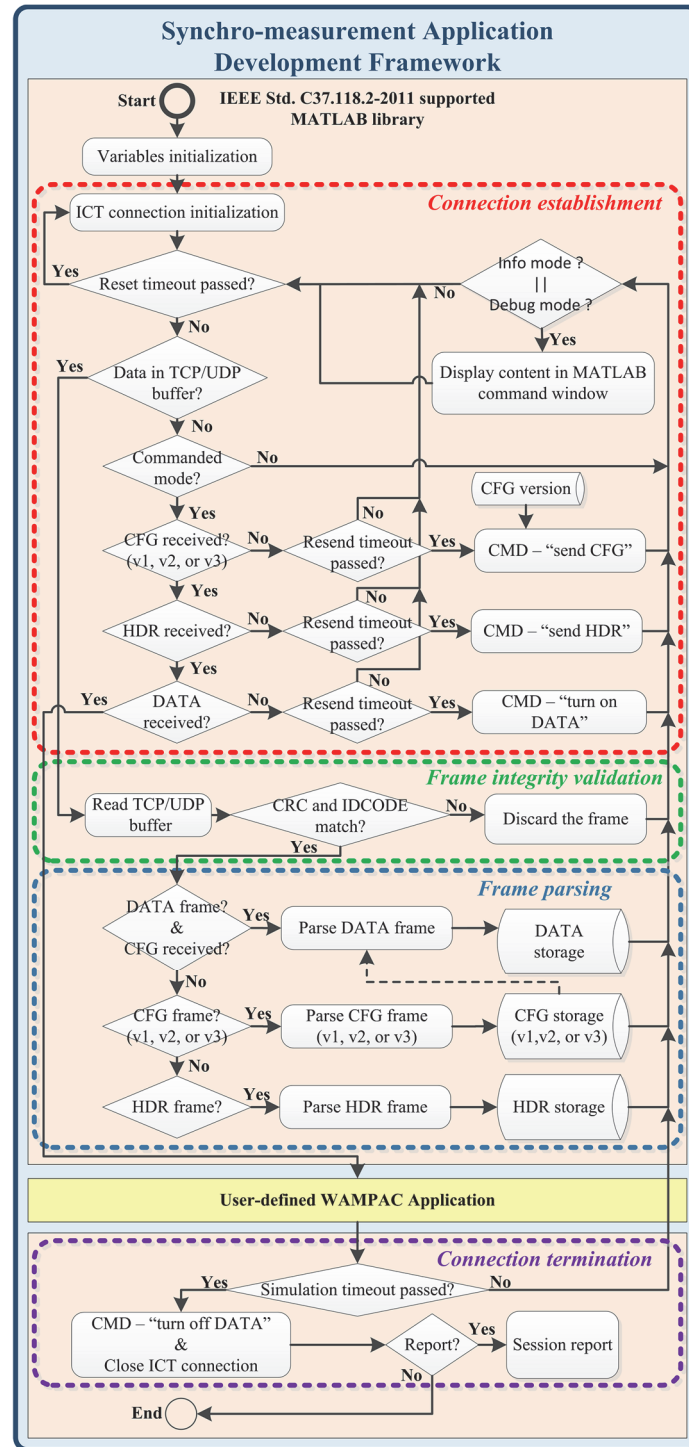 Synchro-measurement Application
Development Framework
Start
IEEE Std. C37.118.2-2011 supported
MATLAB library
Variables initialization
Connection establishment
ICT connection initialization
Yes
Reset timeout passed?
No
Info mode ?
||
Debug mode ?
No
Yes
Yes
Data in TCP/UDP
buffer?
Display content in MATLAB
command window
No
Commanded
mode?
No
CFG version
Yes
No
CFG received?
(v1, v2, or v3)
No
Resend timeout
passed?
Yes
CMD – “send CFG”
Yes
No
HDR received?
No
Resend timeout
passed?
Yes
CMD – “send HDR”
Yes
No
Yes
DATA
received?
No
Resend timeout
passed?
Yes
CMD – “turn on
DATA”
Frame integrity validation
Read TCP/UDP
buffer
CRC and IDCODE
match?
No
Discard the frame
Yes
Frame parsing
DATA frame?
&
CFG received?
Yes
Parse DATA frame
DATA
storage
No
CFG frame?
(v1, v2, or v3)
Yes
Parse CFG frame
(v1, v2, or v3)
CFG storage
(v1,v2, or v3)
No
HDR frame?
Yes
Parse HDR frame
HDR storage
User-defined WAMPAC Application
Connection termination
Yes
Simulation timeout passed?
No
CMD – “turn off DATA”
&
Close ICT connection
Report?
Yes
Session report
No
End